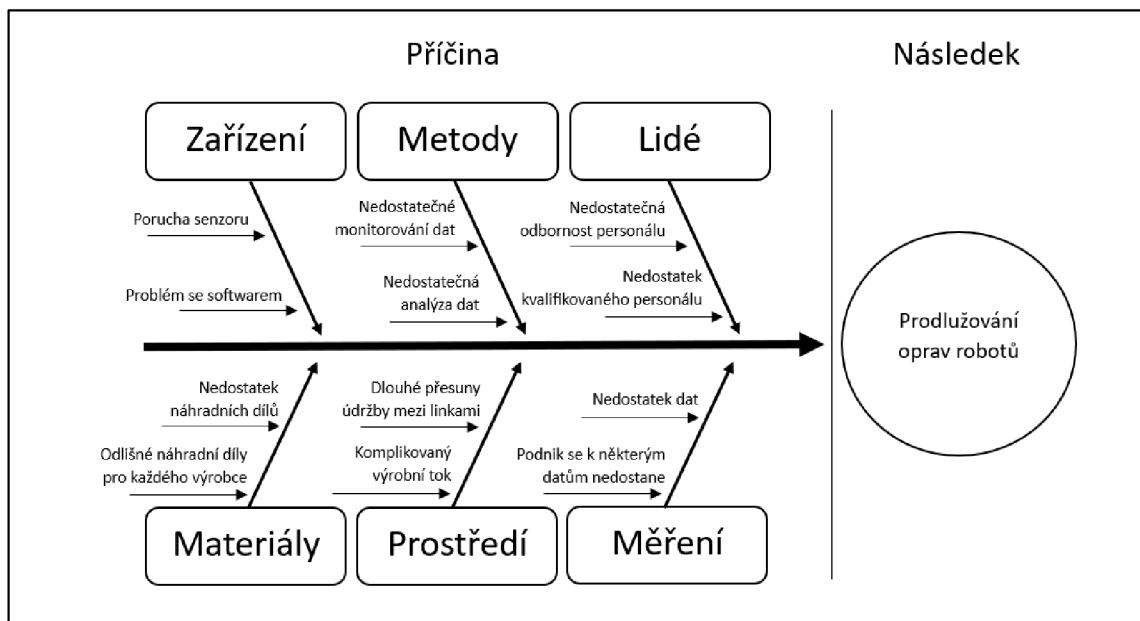 Příčina
Následek
Zařízení
Metody
Lidé
Porucha senzoru
Problém se softwarem
Nedostatečné
monitorování dat
Nedostatečná
analýza dat
Nedostatečná
odbornost personálu
Nedostatek
kvalifikovaného personálu
Prodlužování
oprav robotů
Nedostatek
náhradních dílů
Odlišné náhradní díly
pro každého výrobce
Dlouhé přesuny
údržby mezi linkami
Komplikovaný
výrobní tok
Nedostatek dat
Podnik se k některým
datům nedostane
Materiály
Prostředí
Měření